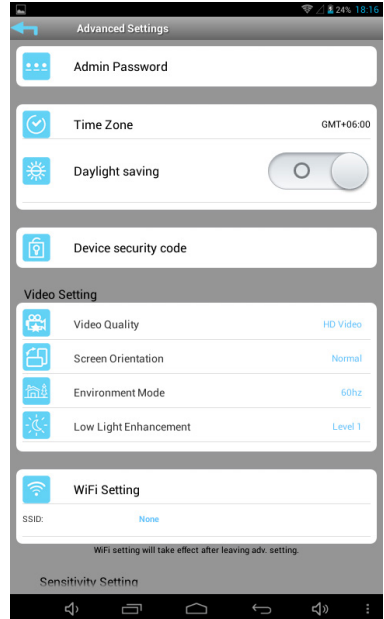 24% 18:16
Advanced Settings
Admin Password
Time Zone GMT+06:00
Daylight saving
Device security code
Video Setting
Video Quality HD Video
Screen Orientation Normal
Environment Mode 60hz
Low Light Enhancement Level 1
WiFi Setting
SSID: None
WiFi setting will take effect after leaving adv. setting.
Sensitivity Setting